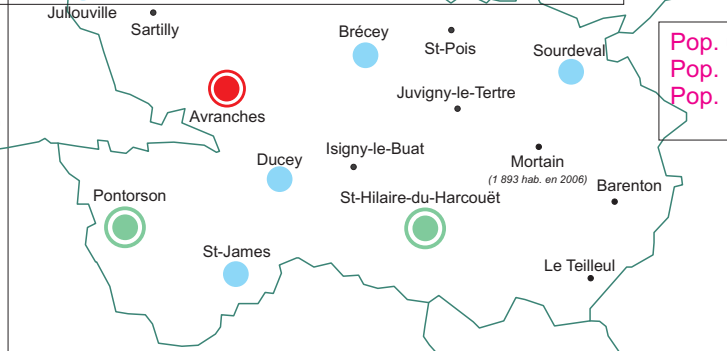 Jullouville
Sartilly
Brécey
St-Pois
Sourdeval
Pop.
Pop.
Pop.
Juvigny-le-Tertre
Avranches
Isigny-le-Buat
Ducey
Mortain
(1 893 hab. en 2006)
Barenton
Pontorson
St-Hilaire-du-Harcouët
St-James
Le Teilleul